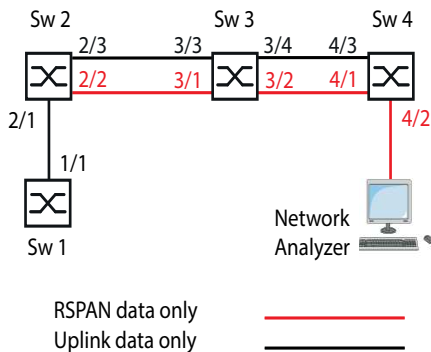 Sw 2
Sw 3
Sw 4
2/3
3/3
3/4
4/3
2/2
3/1
3/2
4/1
2/1
4/2
1/1
Sw 1
Network
Analyzer
RSPAN data only
Uplink data only